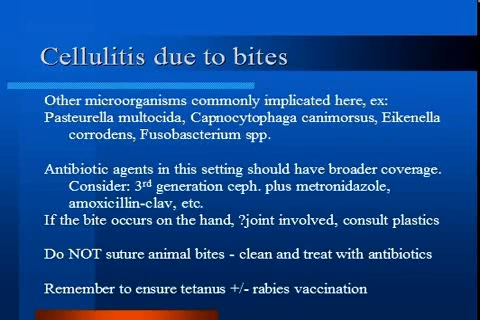 Cellulitis due to bites
Other microorganisms commonly implicated here, ex:
Pasteurella multocida, Capnocytophaga canimorsus, Eikenella
corrodens, Fusobascterium spp.
Antibiotic agents in this setting should have broader coverage.
Consider: 3rd generation ceph. plus metronidazole,
amoxicillin-clav, etc.
If the bite occurs on the hand, ?joint involved, consult plastics
Do NOT suture animal bites - clean and treat with antibiotics
Remember to ensure tetanus +/- rabies vaccination